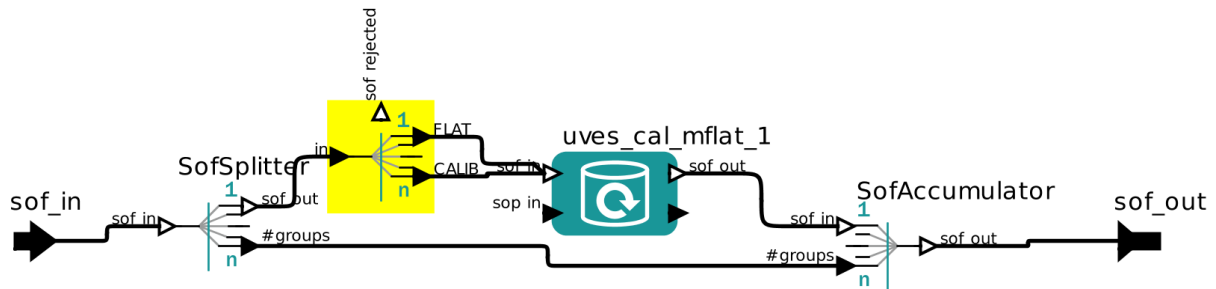 sof rejected
1
FLAT
in
CALIB
n
uves_cal_mflat_1
sof in
sof out
sop in
SofSplitter
1
sof out
sof_in
sof in
#groups
n
SofAccumulator
sof in
1
#groups
n
sof out
sof_out